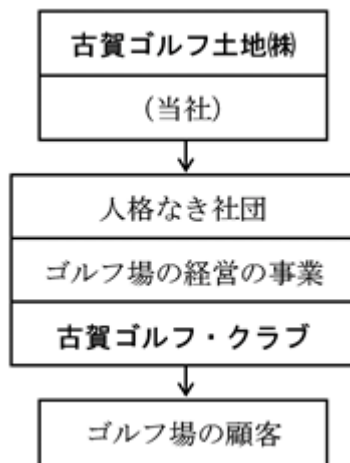 古賀ゴルフ土地㈱
(当社)
人格なき社団
ゴルフ場の経営の事業
古賀ゴルフ・クラブ
ゴルフ場の顧客